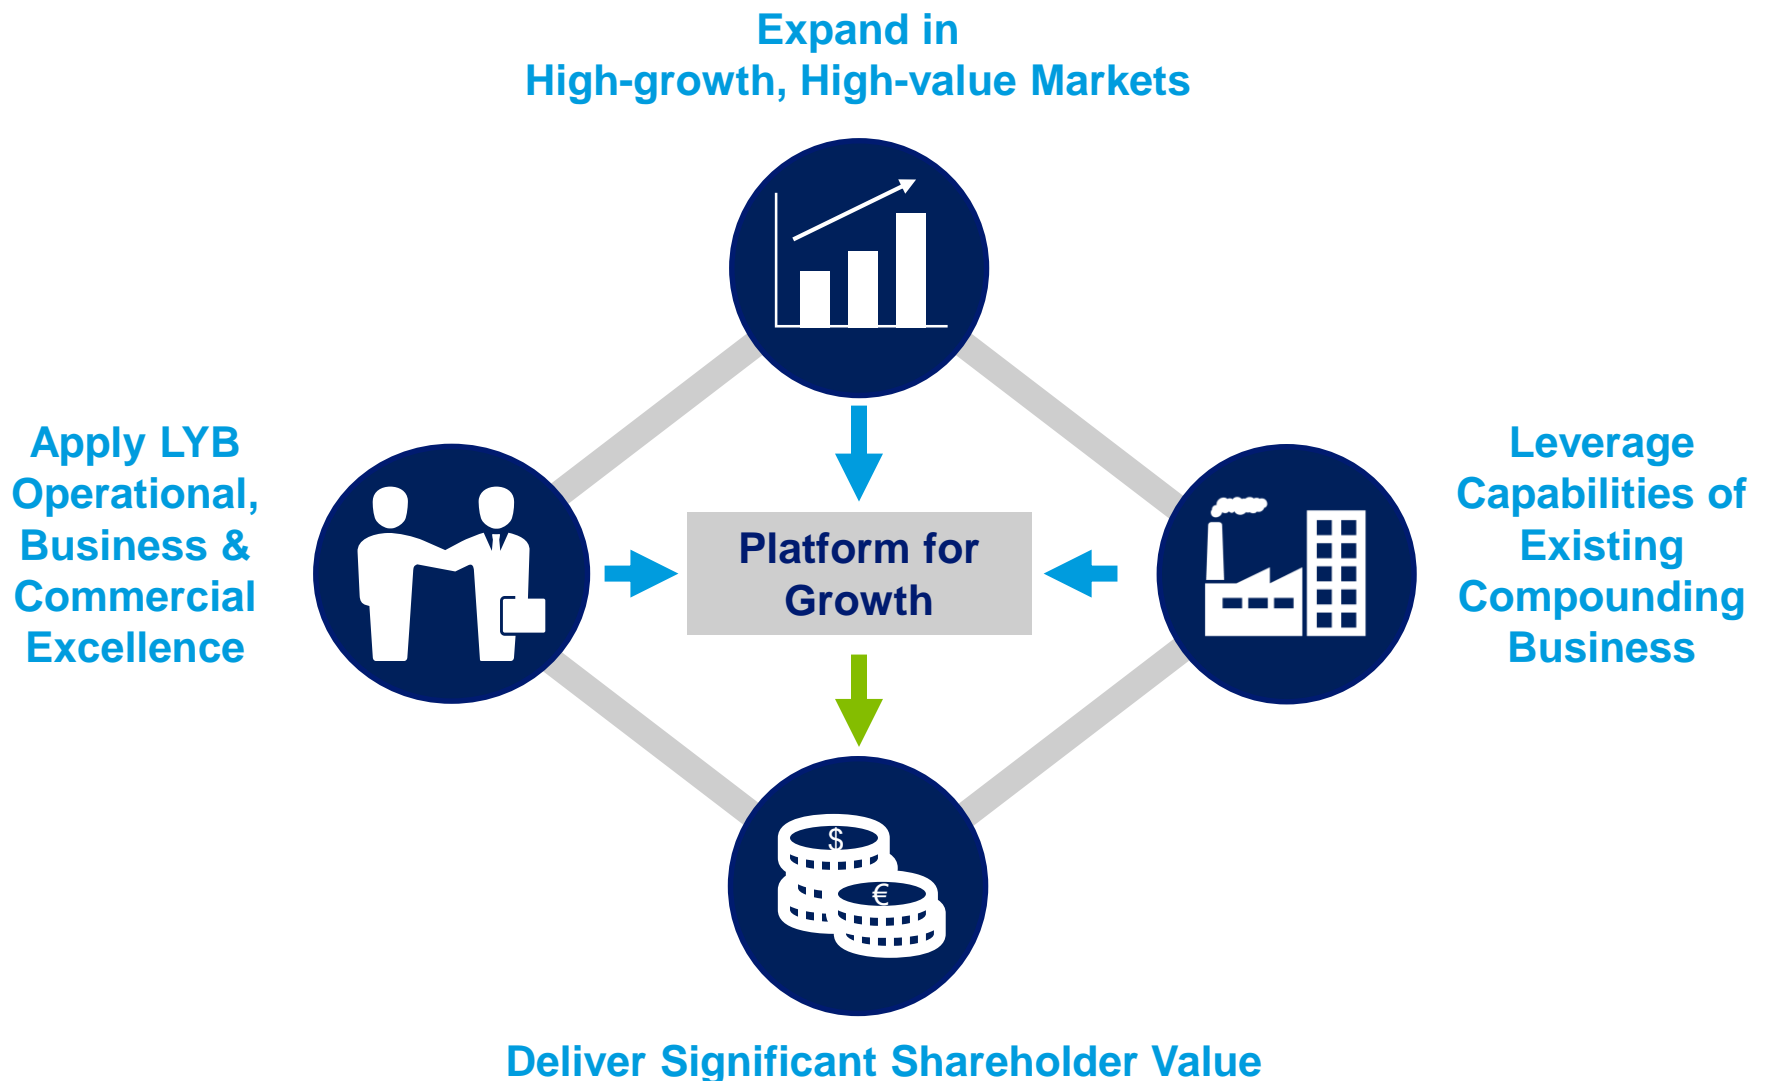 Expand in
High-growth, High-value Markets
Apply LYB
Operational,
Business &
Commercial
Excellence
Platform for
Growth
Leverage
Capabilities of
Existing
Compounding
Business
$
€
Deliver Significant Shareholder Value